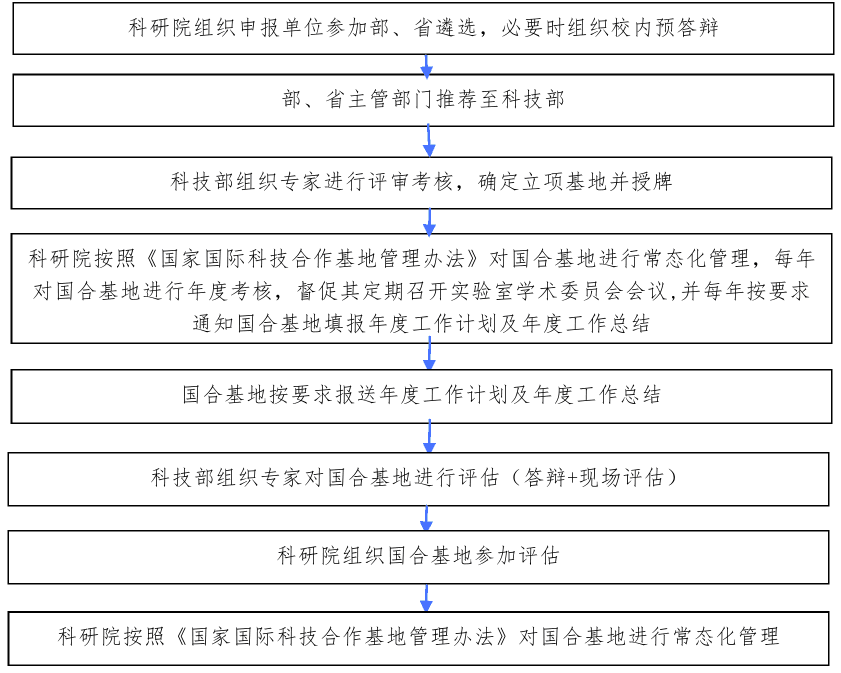 科研院组织申报单位参加部、省遴选，必要时组织校内预答辩
部、省主管部门推荐至科技部
科技部组织专家进行评审考核，确定立项基地并授牌
科研院按照《国家国际科技合作基地管理办法》对国合基地进行常态化管理，每年
对国合基地进行年度考核，督促其定期召开实验室学术委员会会议,并每年按要求
通知国合基地填报年度工作计划及年度工作总结
国合基地按要求报送年度工作计划及年度工作总结
科技部组织专家对国合基地进行评估（答辩+现场评估）
科研院组织国合基地参加评估
科研院按照《国家国际科技合作基地管理办法》对国合基地进行常态化管理